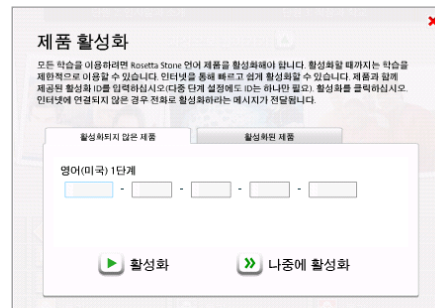 제품 활성화
모든 학습을 이용하려면 Rosetta Stone 언어 제품을 활성화해야 합니다. 활성화할 때까지는 학습을
제한적으로 이용할 수 있습니다. 인터넷을 통해 빠르고 쉽게 활성화할 수 있습니다. 제품과 함께
제공된 활성화 ID를 입력하십시오(다중 단계 설정에도 ID는 하나만 필요). 활성화를 클릭하십시오.
인터넷에 연결되지 않은 경우 전화로 활성화하라는 메시지가 전달됩니다.
활성화되지 않은 제품 활성화된 제품
영어(미국) 1단계
- - - -
활성화 나중에 활성화